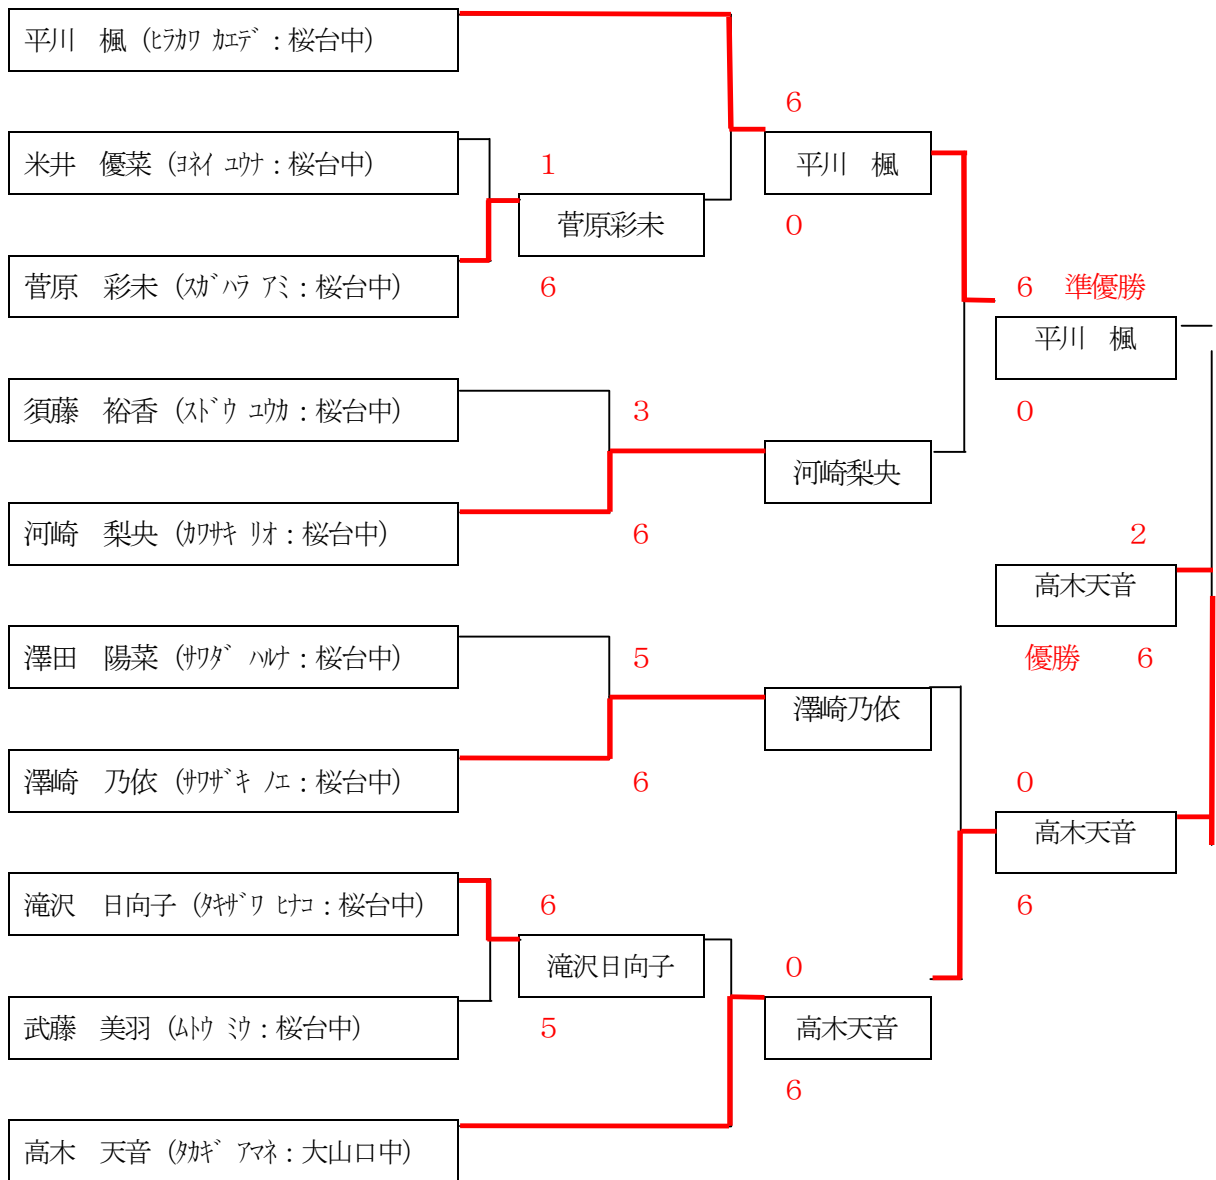 平川　楓（ﾋﾗｶﾜ ｶｴﾃﾞ：桜台中）
６
米井　優菜（ﾖﾈｲ ﾕｳﾅ：桜台中）
１
平川　楓
菅原彩未
０
菅原　彩未（ｽｶﾞﾊﾗ ｱﾐ：桜台中）
６
６　準優勝
平川　楓
須藤　裕香（ｽﾄﾞｳ ﾕｳｶ：桜台中）
３
０
河崎梨央
河崎　梨央（ｶﾜｻｷ ﾘｵ：桜台中）
６
２
高木天音
澤田　陽菜（ｻﾜﾀﾞ ﾊﾙﾅ：桜台中）
５
優勝　　６
澤崎乃依
澤崎　乃依（ｻﾜｻﾞｷ ﾉｴ：桜台中）
６
０
高木天音
滝沢　日向子（ﾀｷｻﾞﾜ ﾋﾅｺ：桜台中）
６
６
滝沢日向子
０
武藤　美羽（ﾑﾄｳ ﾐｳ：桜台中）
５
高木天音
６
高木　天音（ﾀｶｷﾞ ｱﾏﾈ：大山口中）